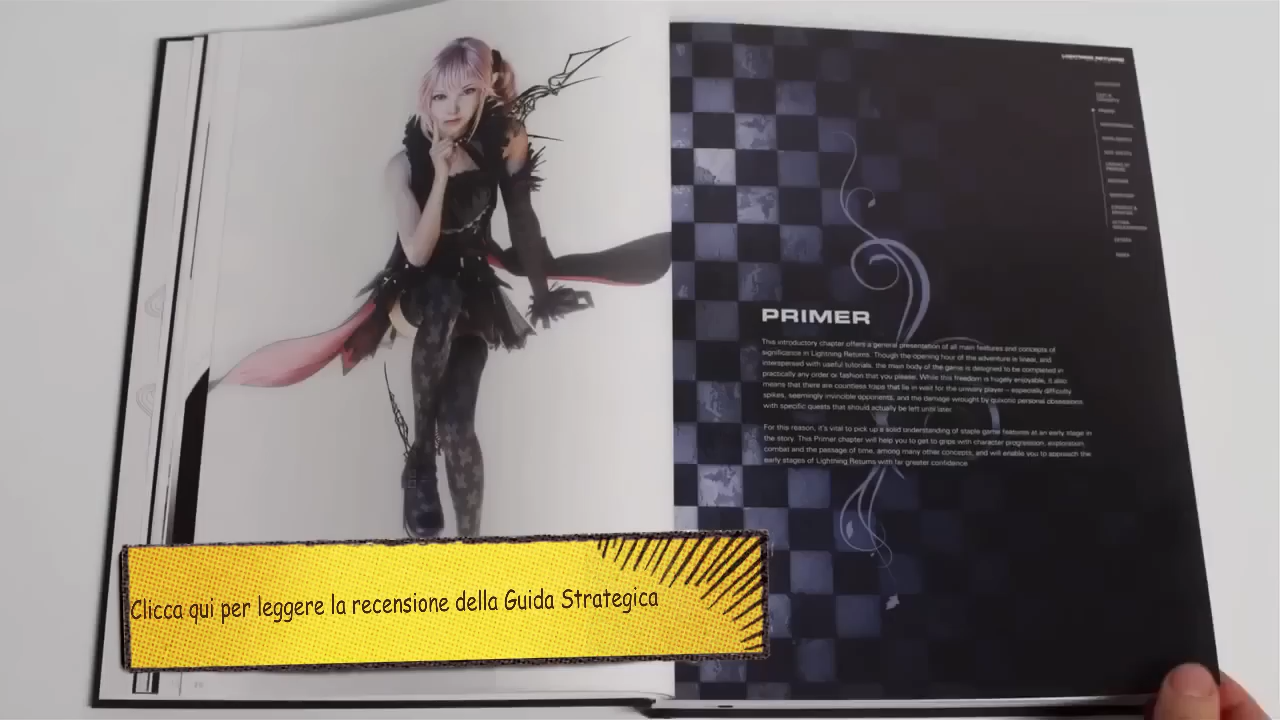 LIGHTNING RETURNS
PRIMER
This introductory chapter offers a general presentation of all main features and concepts of
significance in Lightning Returns. Though the opening hour of the adventure is linear, and
interspersed with useful tutorials, the main body of the game is designed to be completed in
practically any order or fashion that you please. While this freedom is hugely enjoyable, it also
means that there are countless traps that lie in wait for the unwary player – especially difficulty
spikes, seemingly invincible opponents, and the damage wrought by quixotic personal obsessions
with specific quests that should actually be left until later.
For this reason, it's vital to pick up a solid understanding of staple game features at an early stage in
the story. This Primer chapter will help you to get to grips with character progression, exploration,
combat and the passage of time, among many other concepts, and will enable you to approach the
early stages of Lightning Returns with far greater confidence.
Clicca qui per leggere la recensione della Guida Strategica